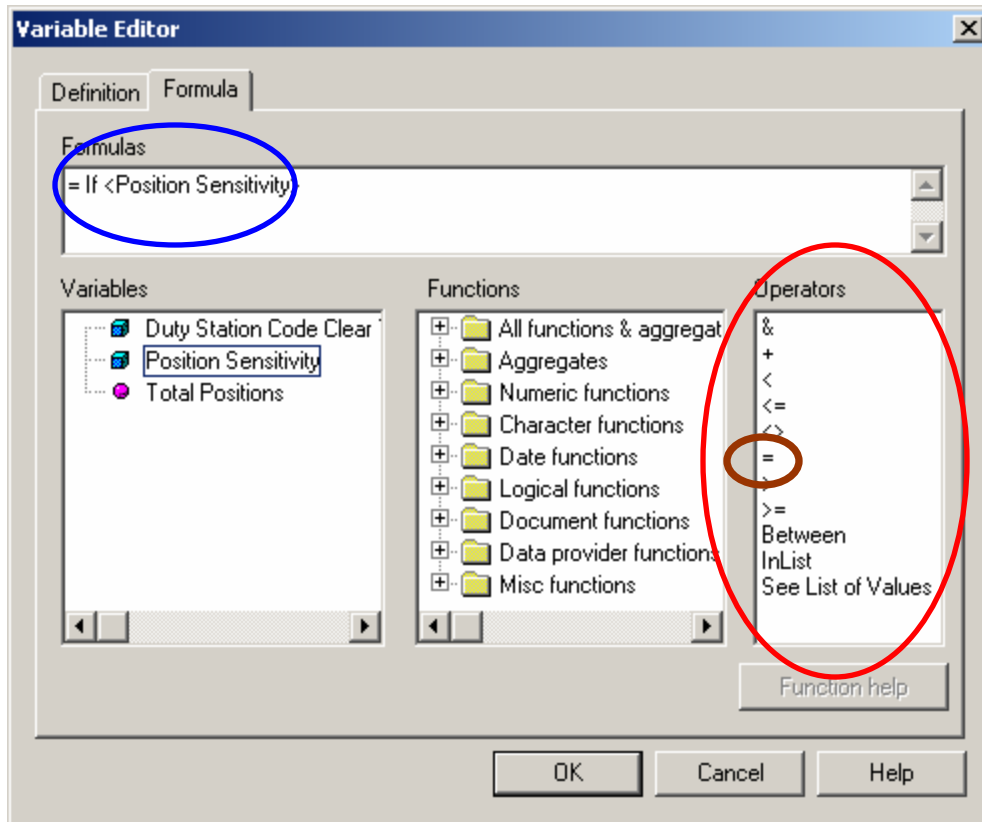 Variable Editor
Definition
Formula
Formulas
= If <Position Sensitivity>
Variables
Duty Station Code Clear
Position Sensitivity
Total Positions
Functions
All functions & aggregat
Aggregates
Numeric functions
Character functions
Date functions
Logical functions
Document functions
Data provider functions
Misc functions
Operators
&
+
<
<=
<>
=
>
>=
Between
InList
See List of Values
Function help
OK
Cancel
Help